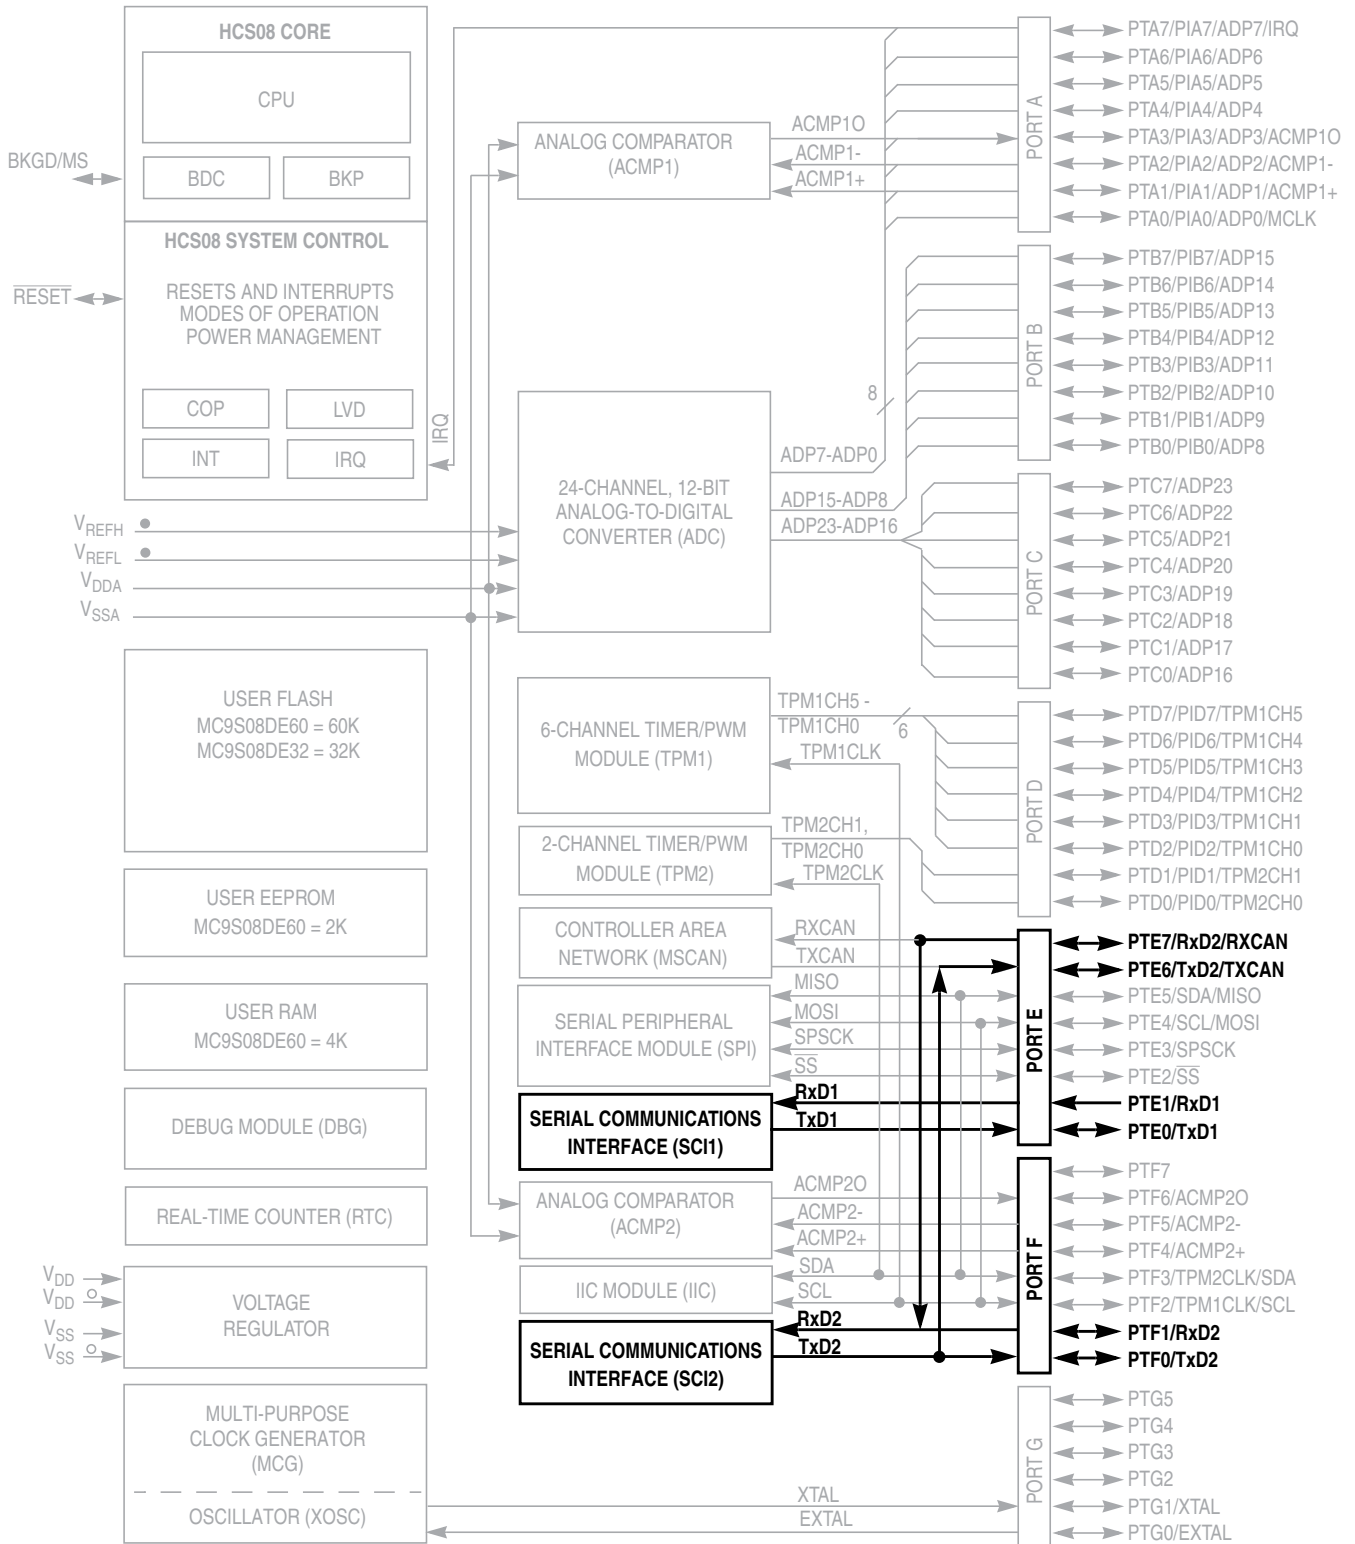 HCS08 CORE
CPU
BDC
BKP
BKGD/MS
HCS08 SYSTEM CONTROL
RESETS AND INTERRUPTS
MODES OF OPERATION
POWER MANAGEMENT
RESET
COP
LVD
INT
IRQ
IRQ
VREFH
VREFL
VDDA
VSSA
USER FLASH
MC9S08DE60 = 60K
MC9S08DE32 = 32K
USER EEPROM
MC9S08DE60 = 2K
USER RAM
MC9S08DE60 = 4K
DEBUG MODULE (DBG)
REAL-TIME COUNTER (RTC)
VDD
VDD
VSS
VSS
VOLTAGE
REGULATOR
MULTI-PURPOSE
CLOCK GENERATOR
(MCG)
OSCILLATOR (XOSC)
ANALOG COMPARATOR
(ACMP1)
ACMP1O
ACMP1-
ACMP1+
24-CHANNEL, 12-BIT
ANALOG-TO-DIGITAL
CONVERTER (ADC)
8
ADP7-ADP0
ADP15-ADP8
ADP23-ADP16
6-CHANNEL TIMER/PWM
MODULE (TPM1)
TPM1CH5 -
TPM1CH0
6
TPM1CLK
2-CHANNEL TIMER/PWM
MODULE (TPM2)
TPM2CH1,
TPM2CH0
TPM2CLK
CONTROLLER AREA
NETWORK (MSCAN)
RXCAN
TXCAN
SERIAL PERIPHERAL
INTERFACE MODULE (SPI)
MISO
MOSI
SPSCK
SS
SERIAL COMMUNICATIONS
INTERFACE (SCI1)
RxD1
TxD1
ANALOG COMPARATOR
(ACMP2)
ACMP2O
ACMP2-
ACMP2+
IIC MODULE (IIC)
SDA
SCL
SERIAL COMMUNICATIONS
INTERFACE (SCI2)
RxD2
TxD2
XTAL
EXTAL
PORT A
PTA7/PIA7/ADP7/IRQ
PTA6/PIA6/ADP6
PTA5/PIA5/ADP5
PTA4/PIA4/ADP4
PTA3/PIA3/ADP3/ACMP1O
PTA2/PIA2/ADP2/ACMP1-
PTA1/PIA1/ADP1/ACMP1+
PTA0/PIA0/ADP0/MCLK
PORT B
PTB7/PIB7/ADP15
PTB6/PIB6/ADP14
PTB5/PIB5/ADP13
PTB4/PIB4/ADP12
PTB3/PIB3/ADP11
PTB2/PIB2/ADP10
PTB1/PIB1/ADP9
PTB0/PIB0/ADP8
PORT C
PTC7/ADP23
PTC6/ADP22
PTC5/ADP21
PTC4/ADP20
PTC3/ADP19
PTC2/ADP18
PTC1/ADP17
PTC0/ADP16
PORT D
PTD7/PID7/TPM1CH5
PTD6/PID6/TPM1CH4
PTD5/PID5/TPM1CH3
PTD4/PID4/TPM1CH2
PTD3/PID3/TPM1CH1
PTD2/PID2/TPM1CH0
PTD1/PID1/TPM2CH1
PTD0/PID0/TPM2CH0
PORT E
PTE7/RxD2/RXCAN
PTE6/TxD2/TXCAN
PTE5/SDA/MISO
PTE4/SCL/MOSI
PTE3/SPSCK
PTE2/SS
PTE1/RxD1
PTE0/TxD1
PORT F
PTF7
PTF6/ACMP2O
PTF5/ACMP2-
PTF4/ACMP2+
PTF3/TPM2CLK/SDA
PTF2/TPM1CLK/SCL
PTF1/RxD2
PTF0/TxD2
PORT G
PTG5
PTG4
PTG3
PTG2
PTG1/XTAL
PTG0/EXTAL